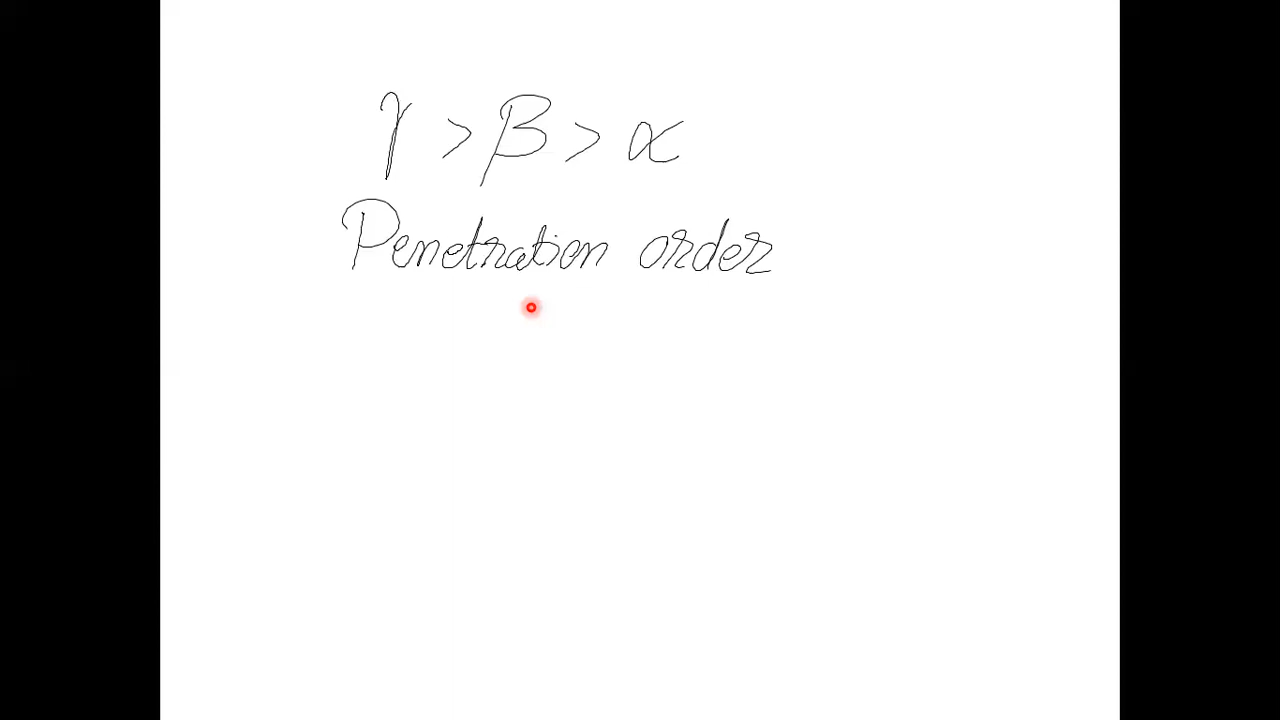 γ > β > α
Penetration order